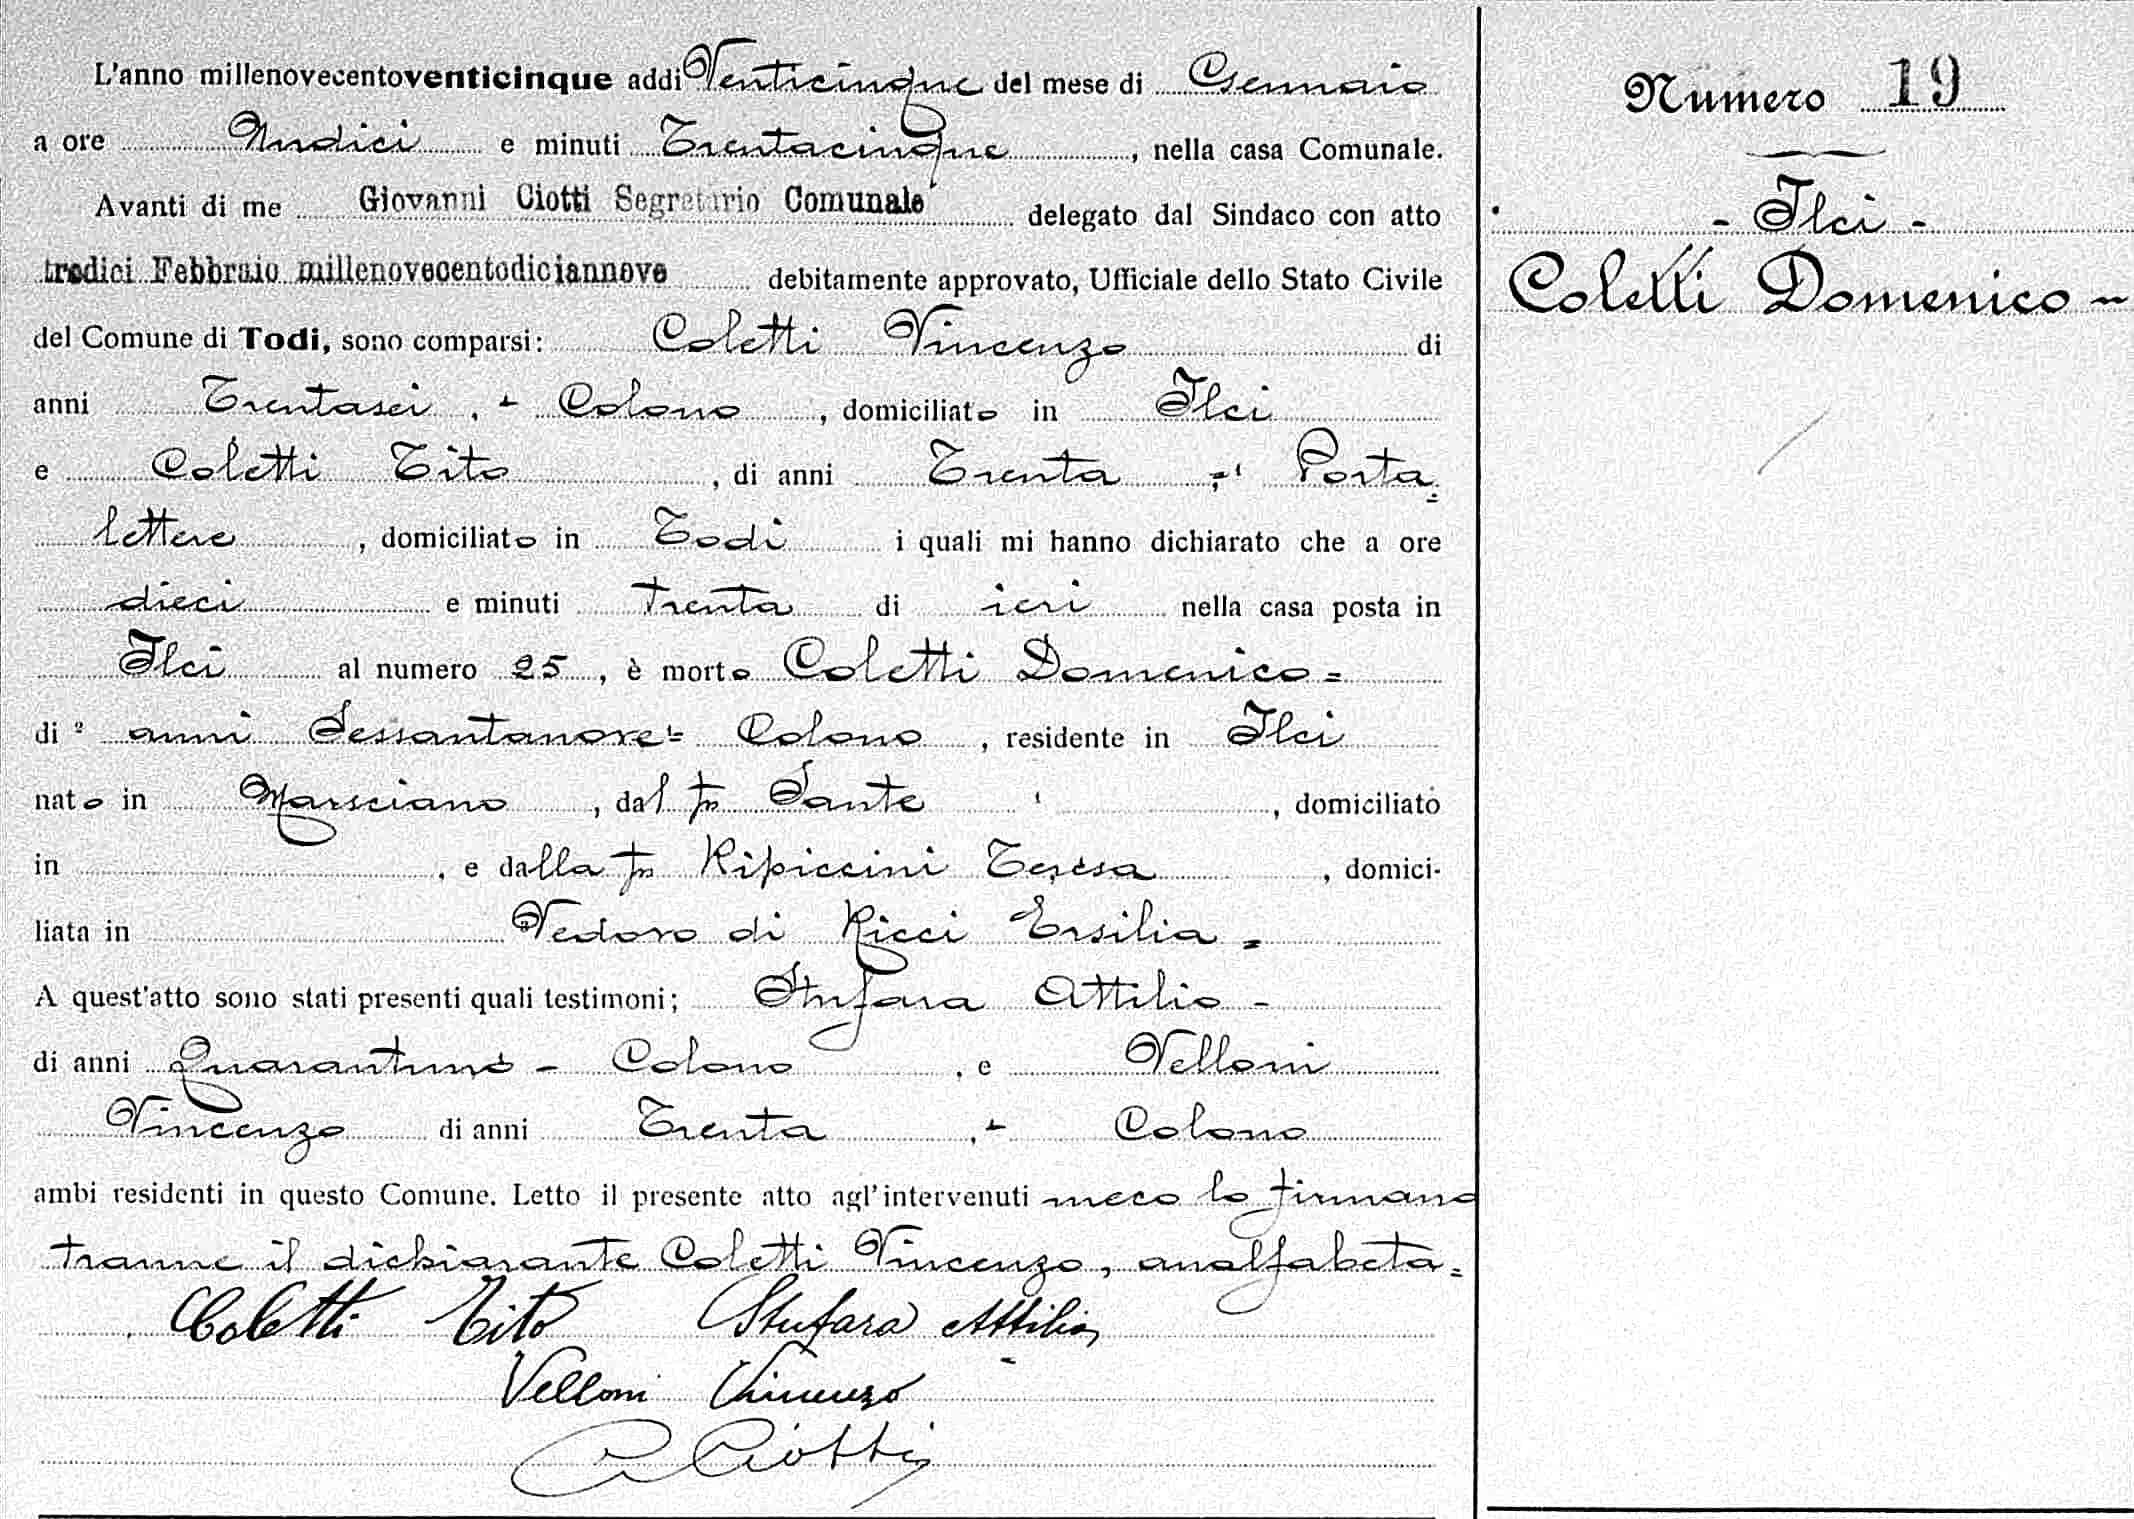 L'anno millenovecentoventicinque addi Venticinque del mese di Gennaio
a ore Undici e minuti Trentacinque, nella casa Comunale.
Avanti di me Giovanni Ciotti Segretario Comunale delegato dal Sindaco con atto
tredici Febbraio millenovecentodiciannove debitamente approvato, Ufficiale dello Stato Civile
del Comune di Todi, sono comparsi: Coletti Vincenzo di
anni Trentasei, - Colono, domiciliato in Ilci
e Coletti Tito, di anni Trenta, - Porta=
lettere, domiciliato in Todi i quali mi hanno dichiarato che a ore
dieci e minuti trenta di ieri nella casa posta in
Ilci al numero 25, è morto Coletti Domenico =
di ² anni Sessantanove = Colono, residente in Ilci
nato in Marsciano, dal fu Sante, domiciliato
in , e dalla fu Ripiccini Teresa, domici-
liata in Vedovo di Ricci Ersilia =
A quest'atto sono stati presenti quali testimoni; Stufara Attilio -
di anni Quarantuno - Colono, e Velloni
Vincenzo di anni Trenta, - Colono
ambi residenti in questo Comune. Letto il presente atto agl'intervenuti meco lo firmano
tranne il dichiarante Coletti Vincenzo, analfabeta =
Coletti Tito Stufara Attilio
Velloni Vincenzo
G Ciotti
Numero 19
- Ilci -
Coletti Domenico -